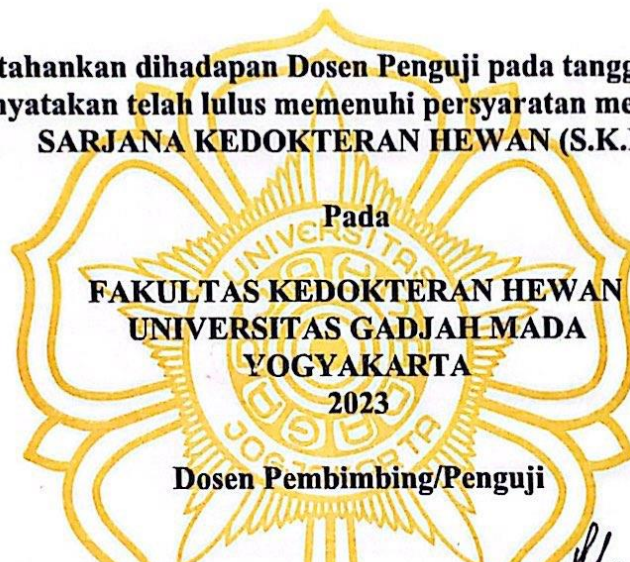 tahankan dihadapan Dosen Penguji pada tangg
nyatakan telah lulus memenuhi persyaratan me
SARJANA KEDOKTERAN HEWAN (S.K.
Pada
UNIVERSITAS
FAKULTAS KEDOKTERAN HEWAN
UNIVERSITAS GADJAH MADA
YOGYAKARTA
2023
Dosen Pembimbing/Penguji